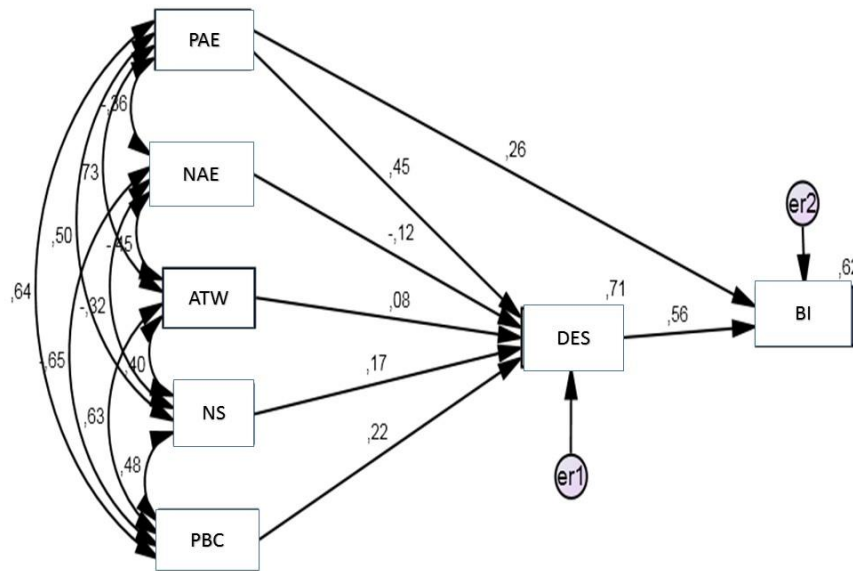 PAE
-,36
,26
,45
73
NAE
er2
-,12
,50
-,45
,62
ATW
,08
,71
BI
,64
-,32
DES
,56
-,65
,40
,17
,63
NS
,22
,48
er1
PBC